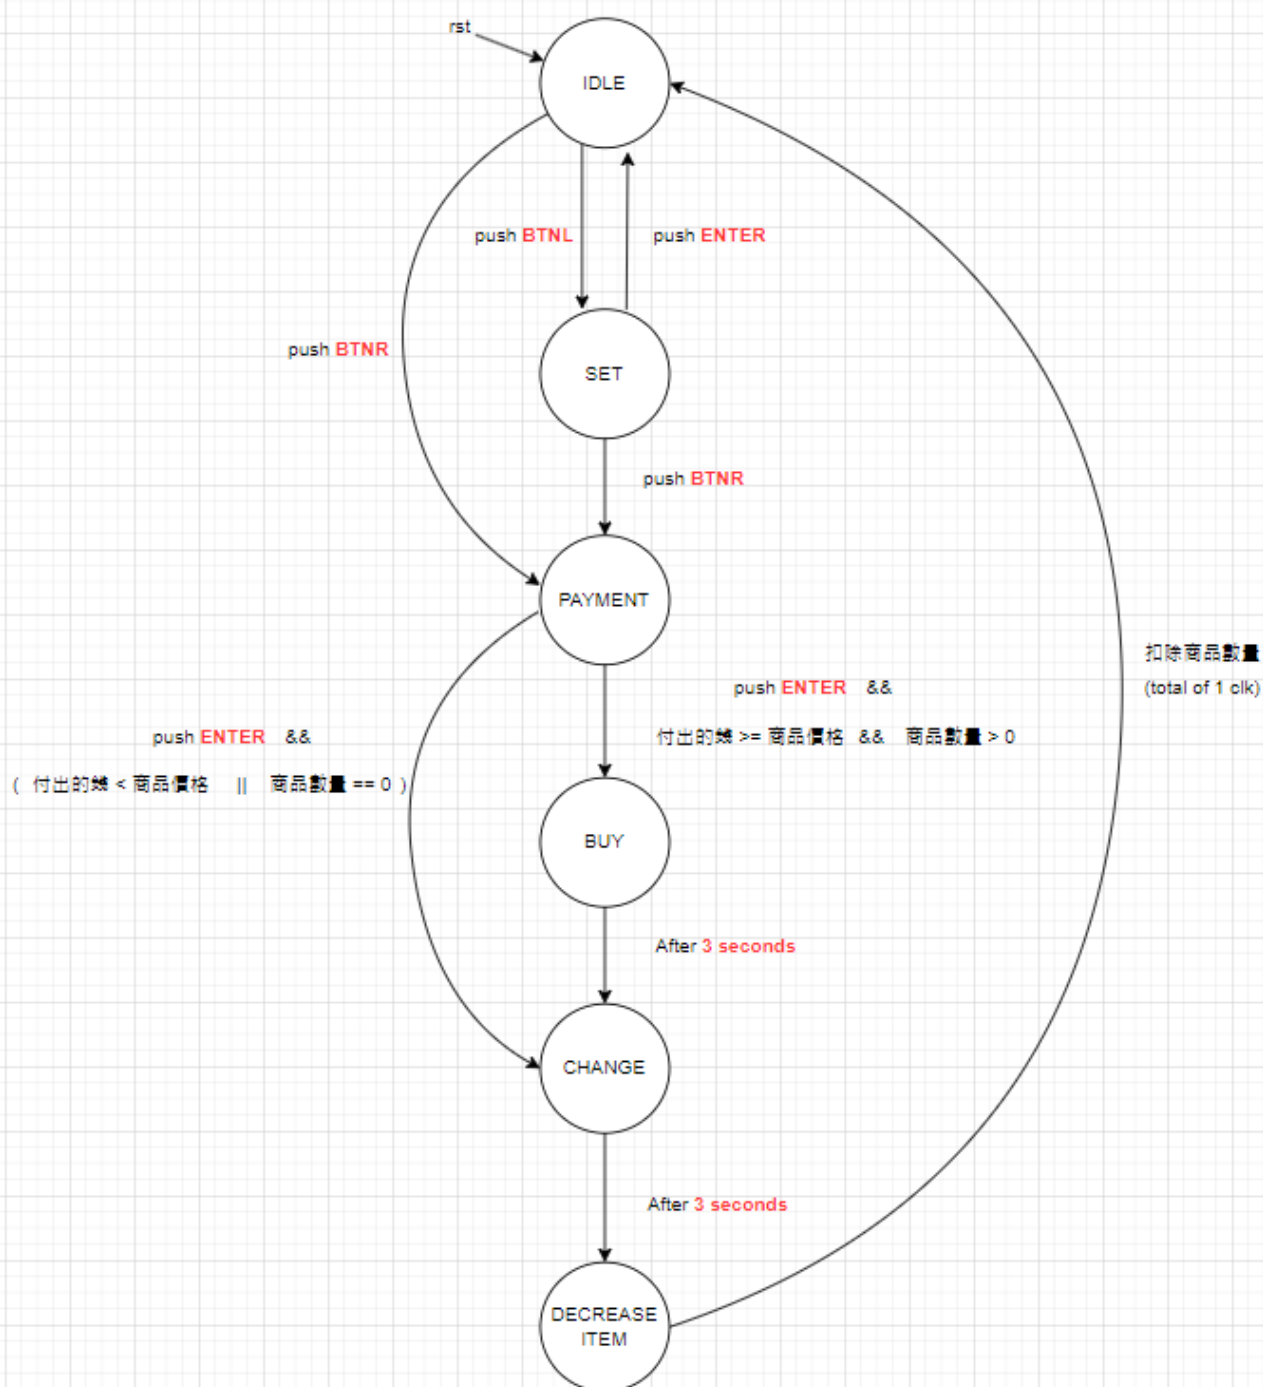 rst
IDLE
push BTNL
push ENTER
push BTNR
SET
push BTNR
PAYMENT
扣除商品數量
(total of 1 clk)
push ENTER &&
付出的錢 >= 商品價格 && 商品數量 > 0
push ENTER &&
( 付出的錢 < 商品價格 || 商品數量 == 0 )
BUY
After 3 seconds
CHANGE
After 3 seconds
DECREASE
ITEM